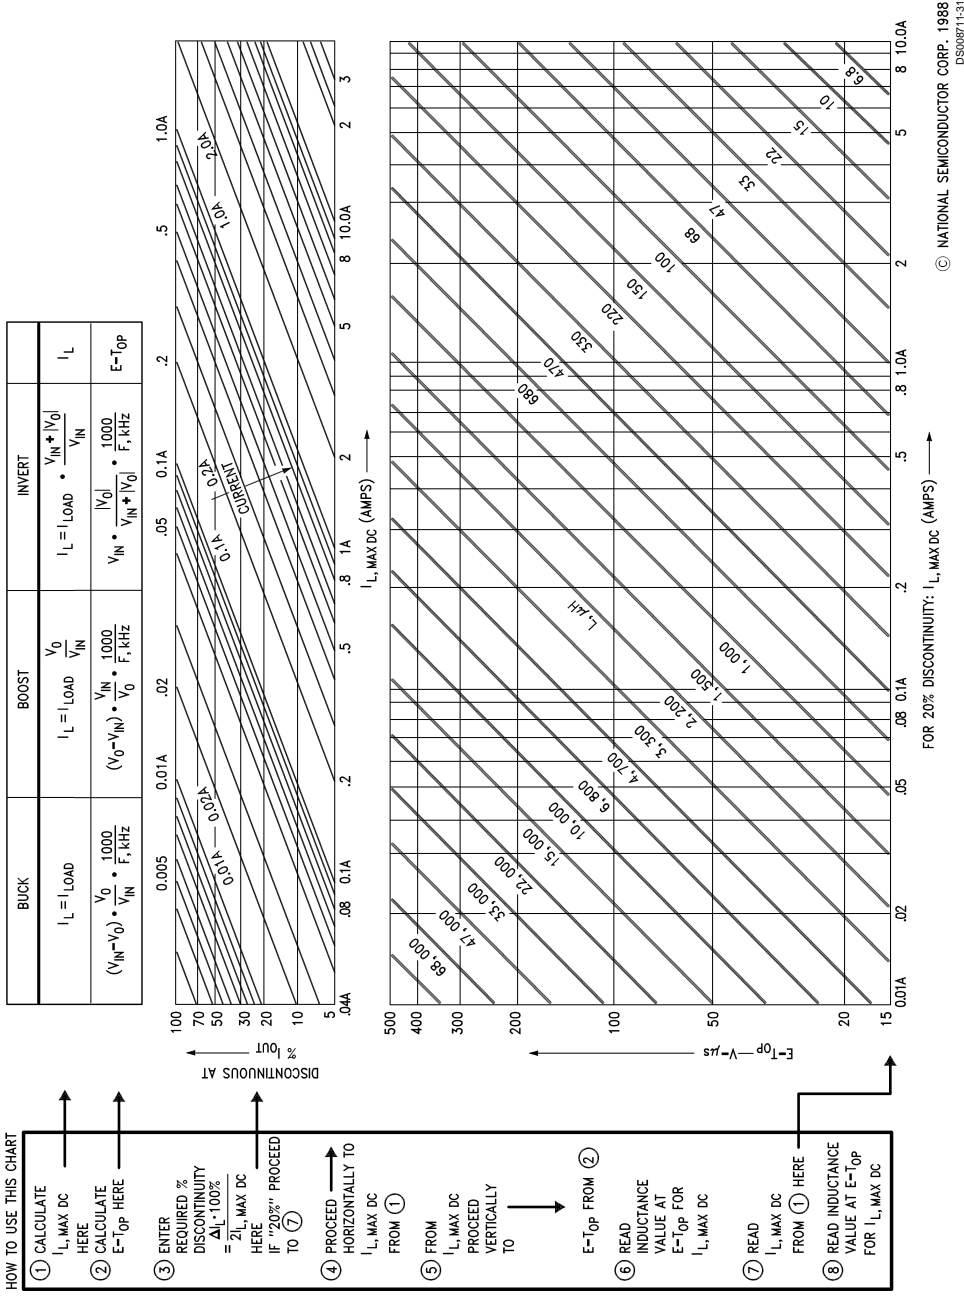 HOW TO USE THIS CHART
① CALCULATE
I_L, MAX DC
HERE
② CALCULATE
E-T_OP HERE
③ ENTER
REQUIRED %
DISCONTINUITY
= ΔI_L·100% / 2I_L, MAX DC
HERE
IF "20%" PROCEED
TO ⑦
④ PROCEED
HORIZONTALLY TO
I_L, MAX DC
FROM ①
⑤ FROM
I_L, MAX DC
PROCEED
VERTICALLY
TO
E-T_OP FROM ②
⑥ READ
INDUCTANCE
VALUE AT
E-T_OP FOR
I_L, MAX DC
⑦ READ
I_L, MAX DC
FROM ① HERE
⑧ READ INDUCTANCE
VALUE AT E-T_OP
FOR I_L, MAX DC
BUCK BOOST INVERT
I_L = I_LOAD I_L = I_LOAD V_O / V_IN I_L = I_LOAD • (V_IN + |V_O|) / V_IN I_L
(V_IN-V_O) • V_O / V_IN • 1000 / F, kHz (V_O-V_IN) • V_IN / V_O • 1000 / F, kHz V_IN • |V_O| / (V_IN + |V_O|) • 1000 / F, kHz E-T_OP
0.005 0.01A .02 .05 0.1A .2 .5 1.0A
DISCONTINUOUS AT
% I_OUT
100
70
50
30
20
10
5
0.01A 0.02A 0.1A 0.2A 1.0A 2.0A
CURRENT
.04A .08 0.1A .2 .5 .8 1A 2 5 8 10.0A 2 3
I_L, MAX DC (AMPS)
E-T_OP—V-μs
500
400
300
200
100
50
20
15
68,000
47,000
33,000
22,000
15,000
10,000
6,800
4,700
3,300
2,200
1,500
1,000
L, μH
680
470
330
220
150
100
68
47
33
22
15
10
6.8
0.01A .02 .05 .08 0.1A .2 .5 .8 1.0A 2 5 8 10.0A
FOR 20% DISCONTINUITY: I_L, MAX DC (AMPS)
© NATIONAL SEMICONDUCTOR CORP. 1988
DS008711-31